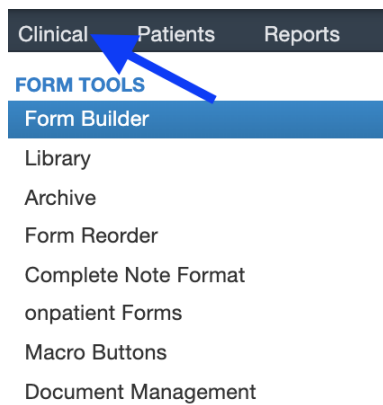 Clinical Patients Reports
FORM TOOLS
Form Builder
Library
Archive
Form Reorder
Complete Note Format
onpatient Forms
Macro Buttons
Document Management